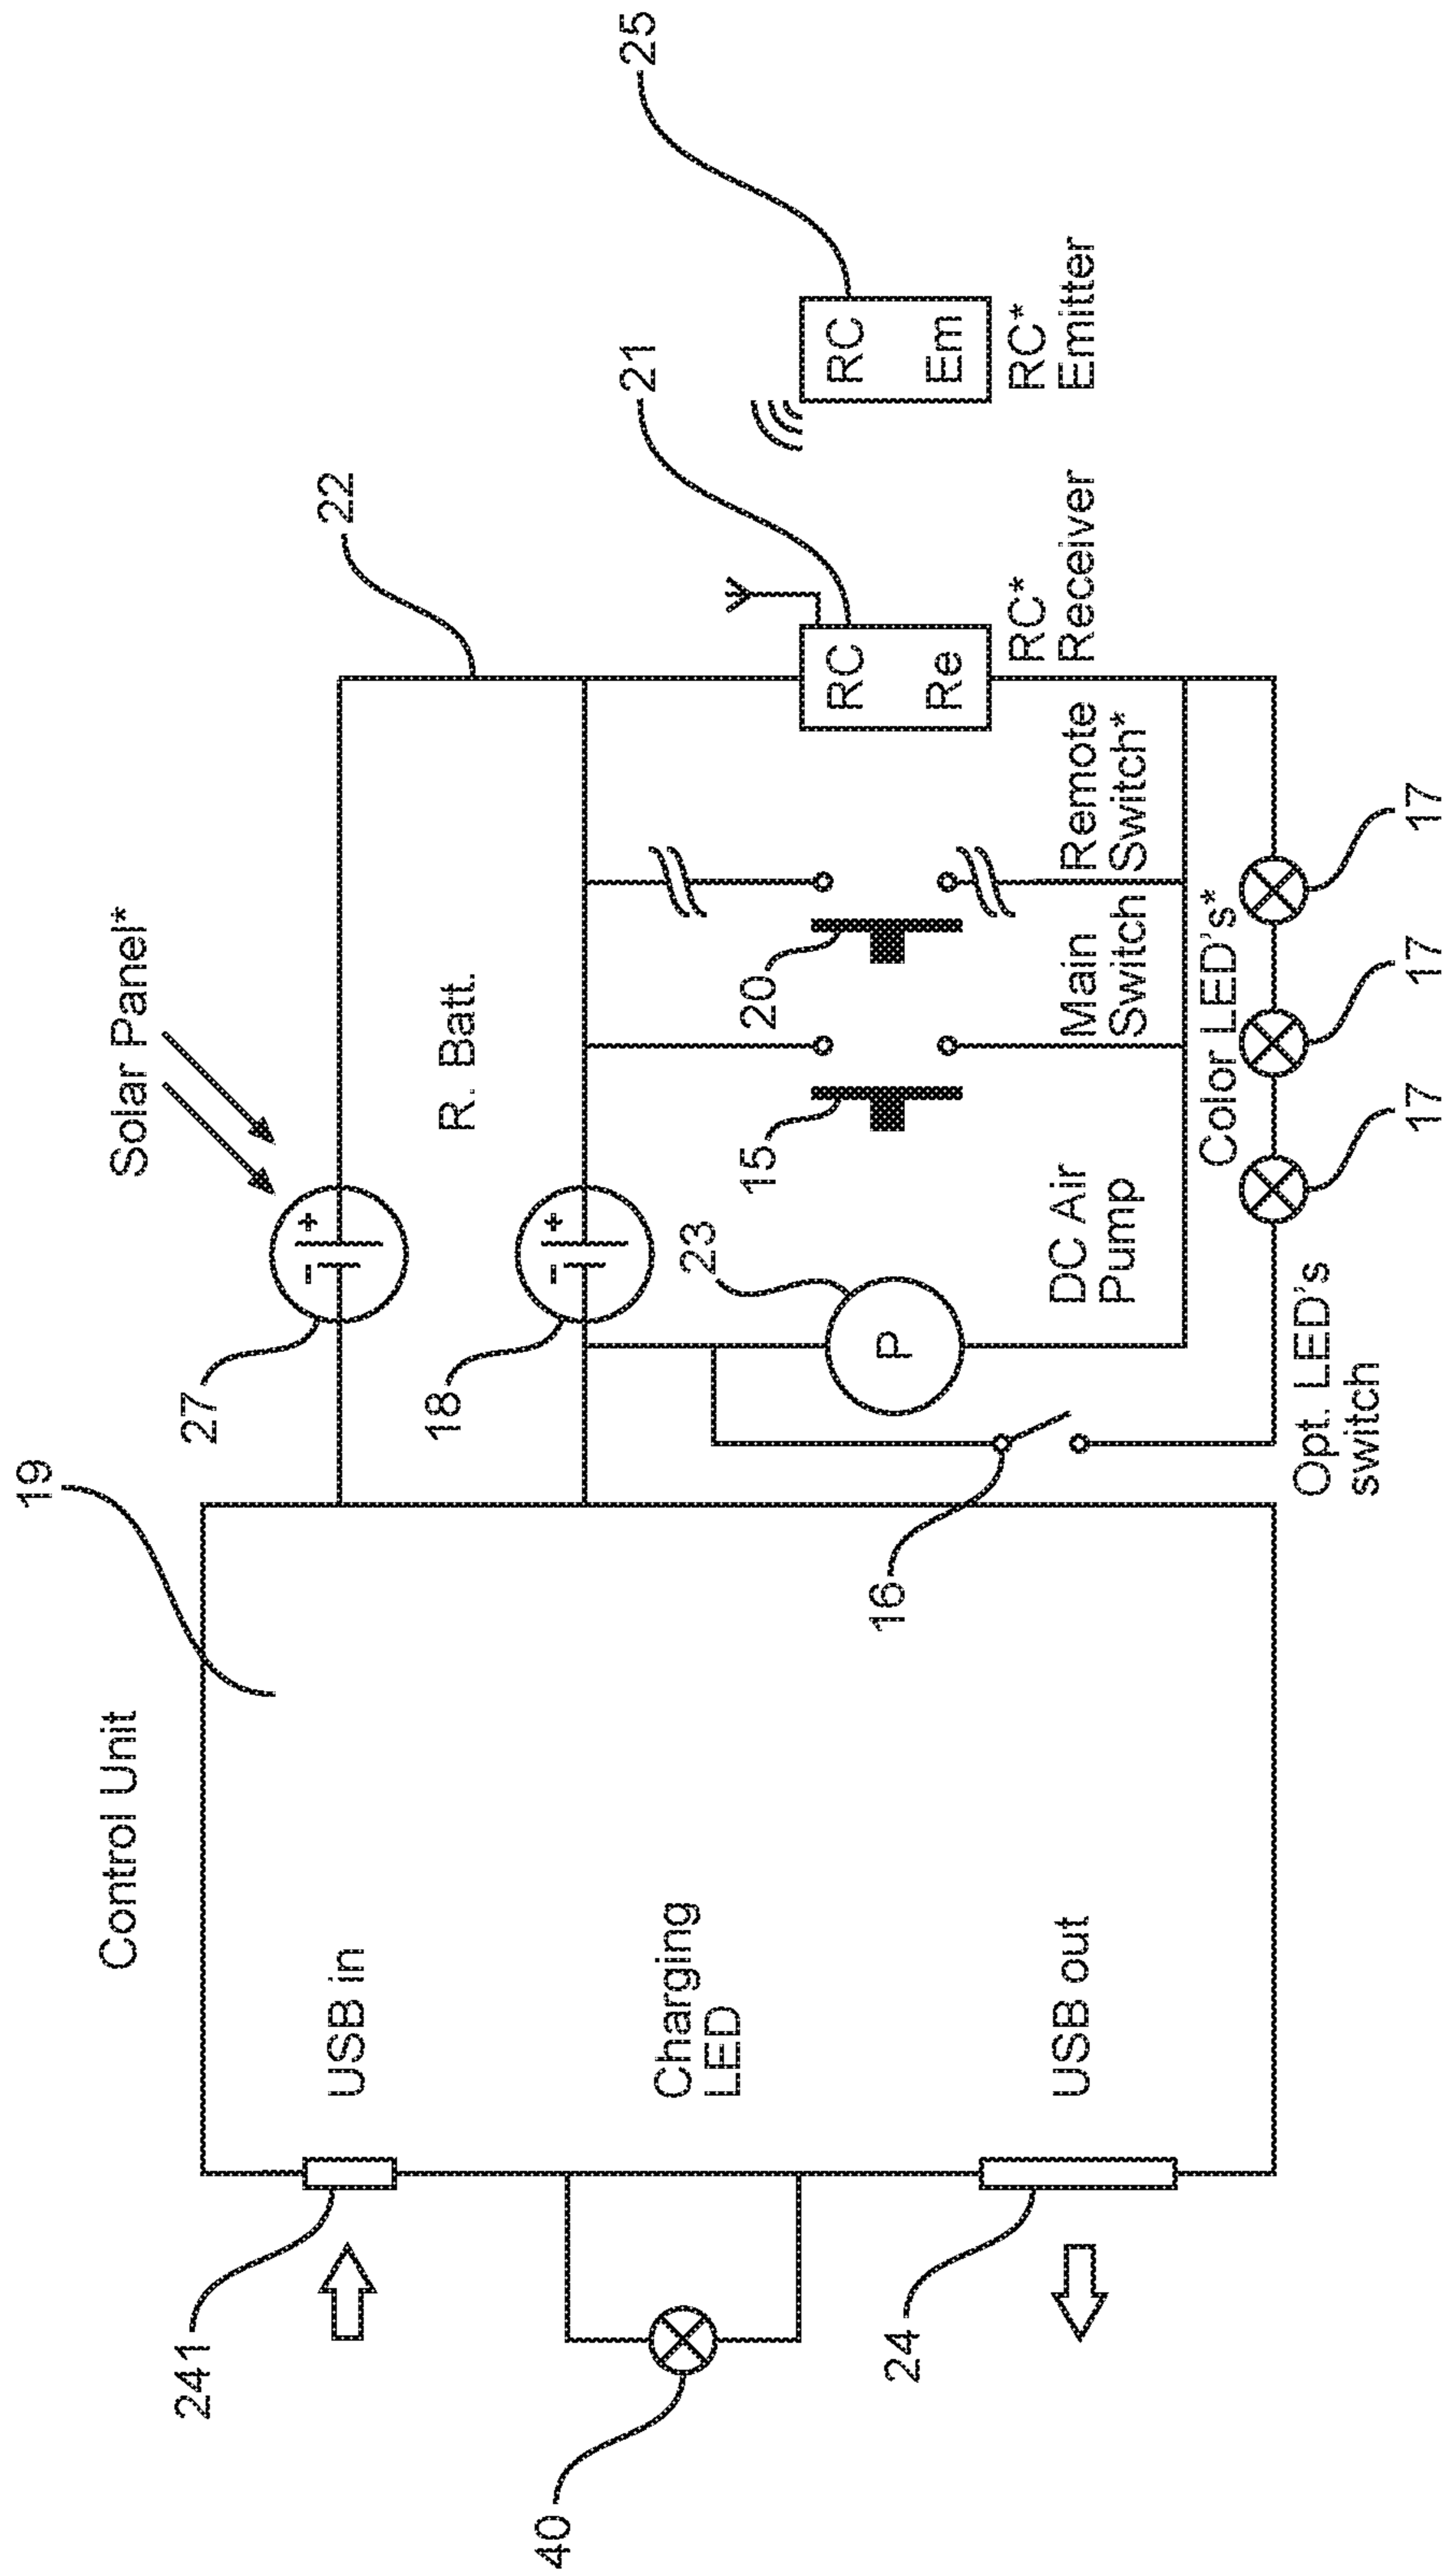 Control Unit
19
Solar Panel*
241
USB in
27
− +
22
25
R. Batt.
18
− +
40
Charging
LED
23
15
20
21
P
RC
Re
RC
Em
DC Air
Pump
Main
Switch
Remote
Switch*
RC*
Receiver
RC*
Emitter
24
USB out
16
Color LED's*
Opt. LED's
switch
17
17
17